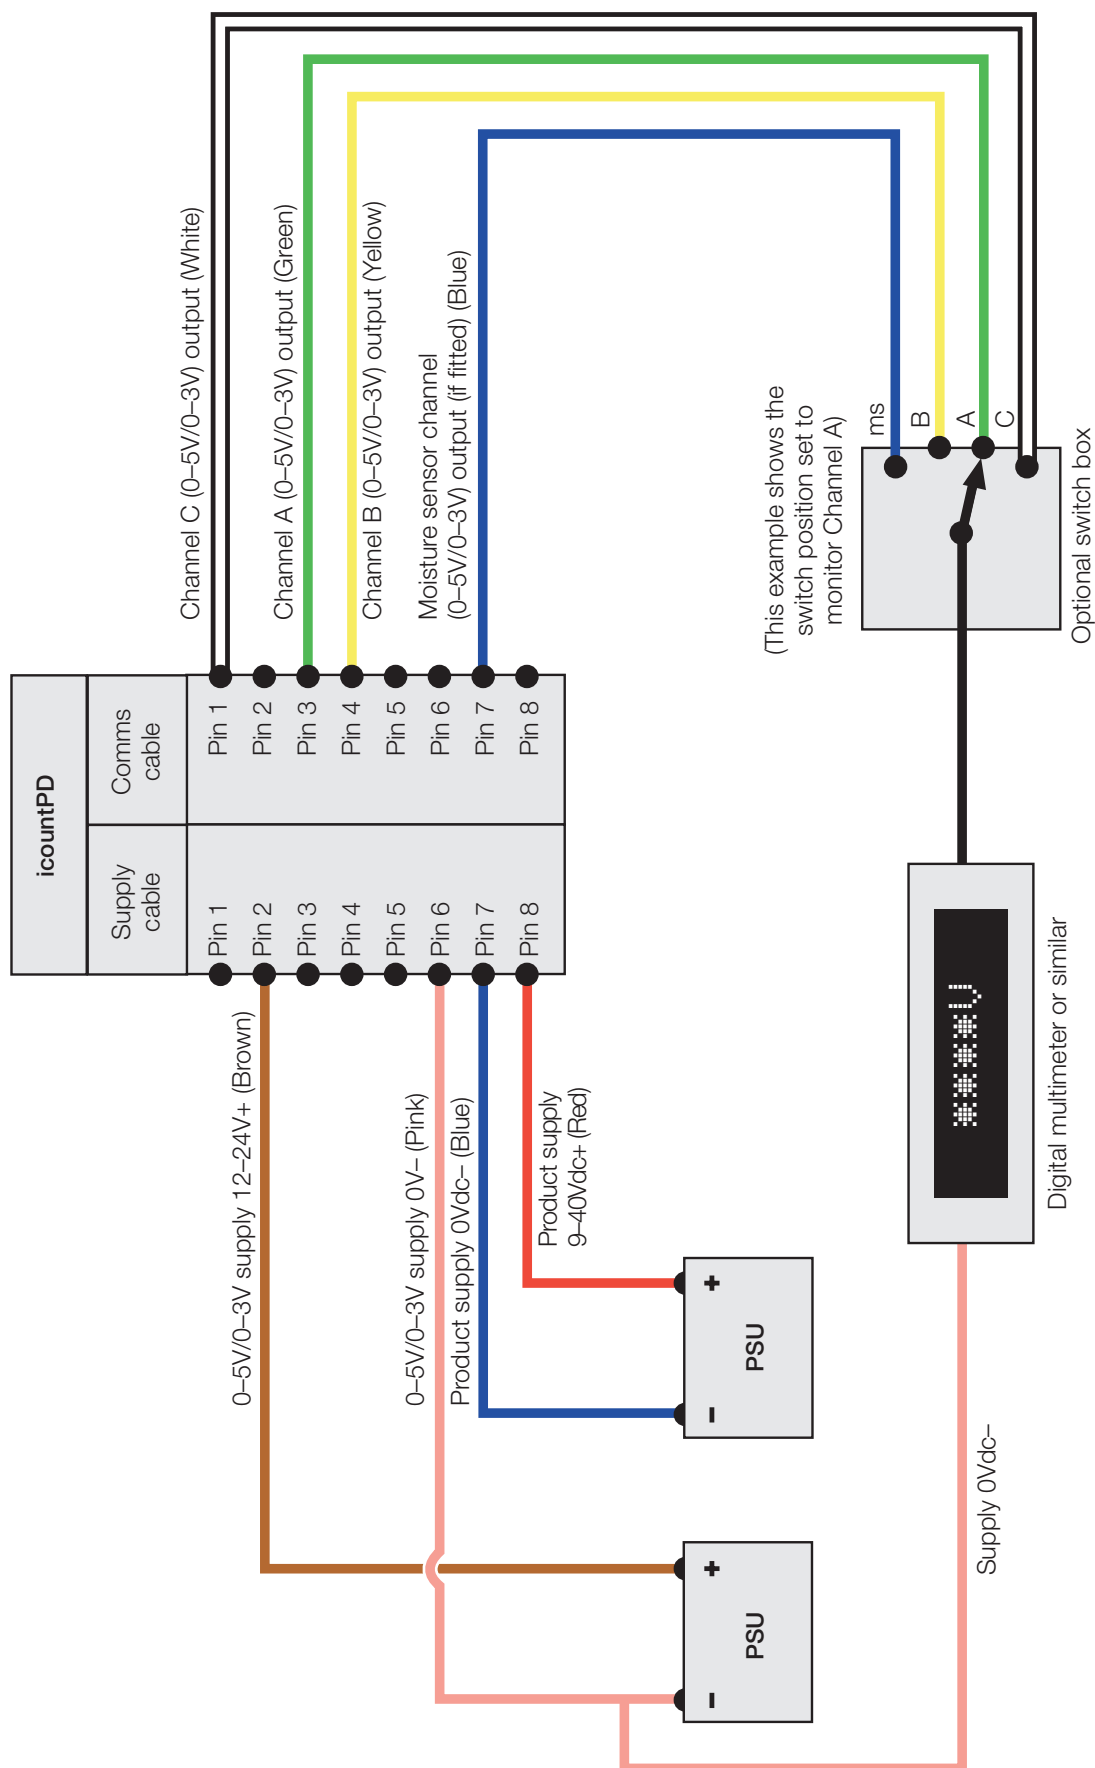 icountPD
Supply
cable
Comms
cable
Pin 1
Pin 2
Pin 3
Pin 4
Pin 5
Pin 6
Pin 7
Pin 8
Pin 1
Pin 2
Pin 3
Pin 4
Pin 5
Pin 6
Pin 7
Pin 8
0–5V/0–3V supply 12–24V+ (Brown)
0–5V/0–3V supply 0V– (Pink)
Product supply 0Vdc– (Blue)
Product supply
9–40Vdc+ (Red)
Channel C (0–5V/0–3V) output (White)
Channel A (0–5V/0–3V) output (Green)
Channel B (0–5V/0–3V) output (Yellow)
Moisture sensor channel
(0–5V/0–3V) output (if fitted) (Blue)
– PSU +
– PSU +
(This example shows the
switch position set to
monitor Channel A)
ms
B
A
C
Optional switch box
****V
Digital multimeter or similar
Supply 0Vdc–